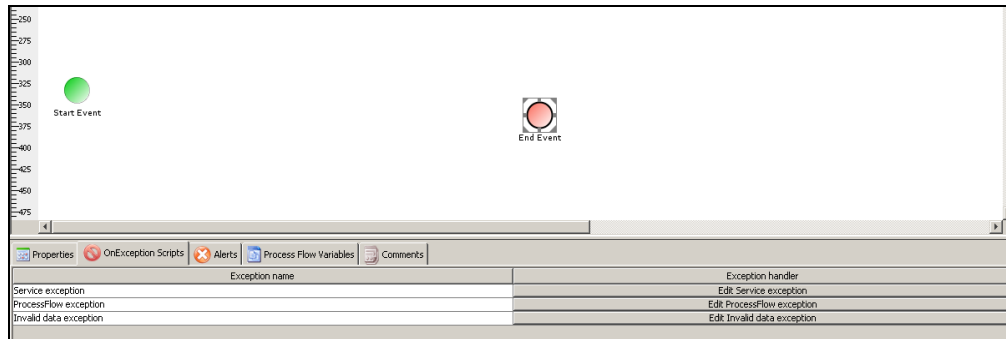 250
275
300
325
350
375
400
425
450
475
Start Event
End Event
Properties OnException Scripts Alerts Process Flow Variables Comments
Exception name Exception handler
Service exception Edit Service exception
ProcessFlow exception Edit ProcessFlow exception
Invalid data exception Edit Invalid data exception